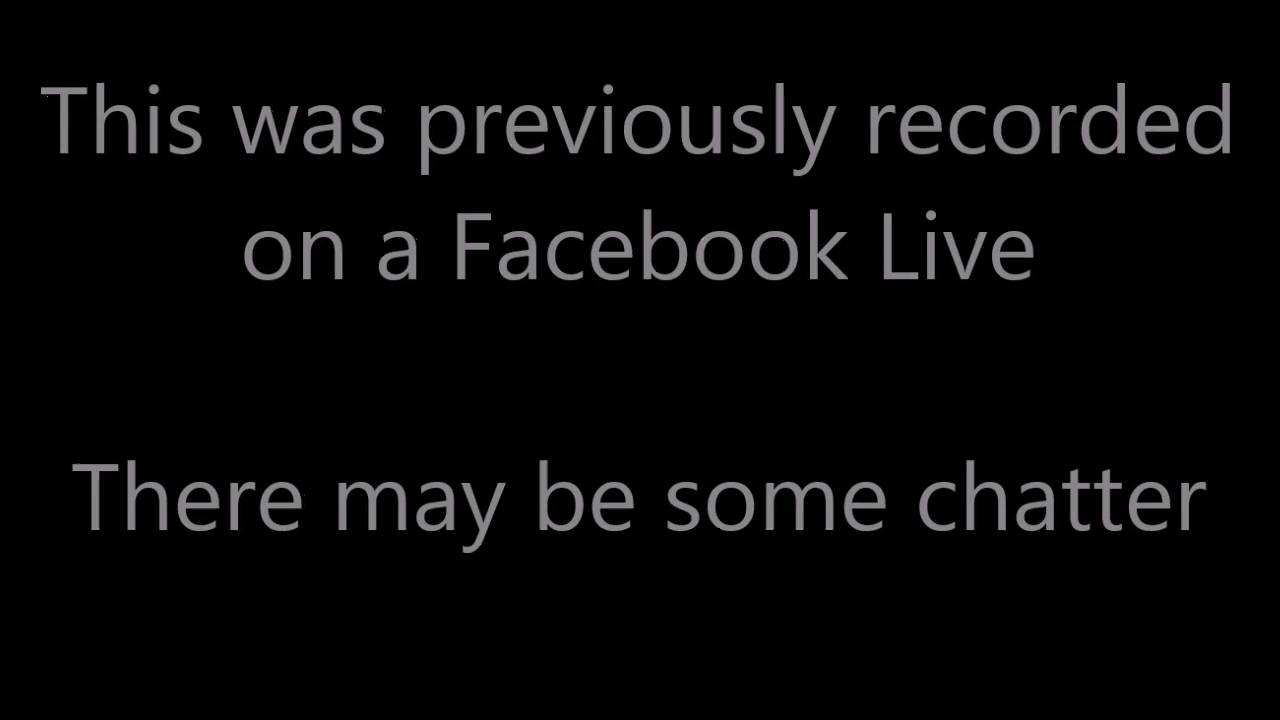 This was previously recorded
on a Facebook Live
There may be some chatter